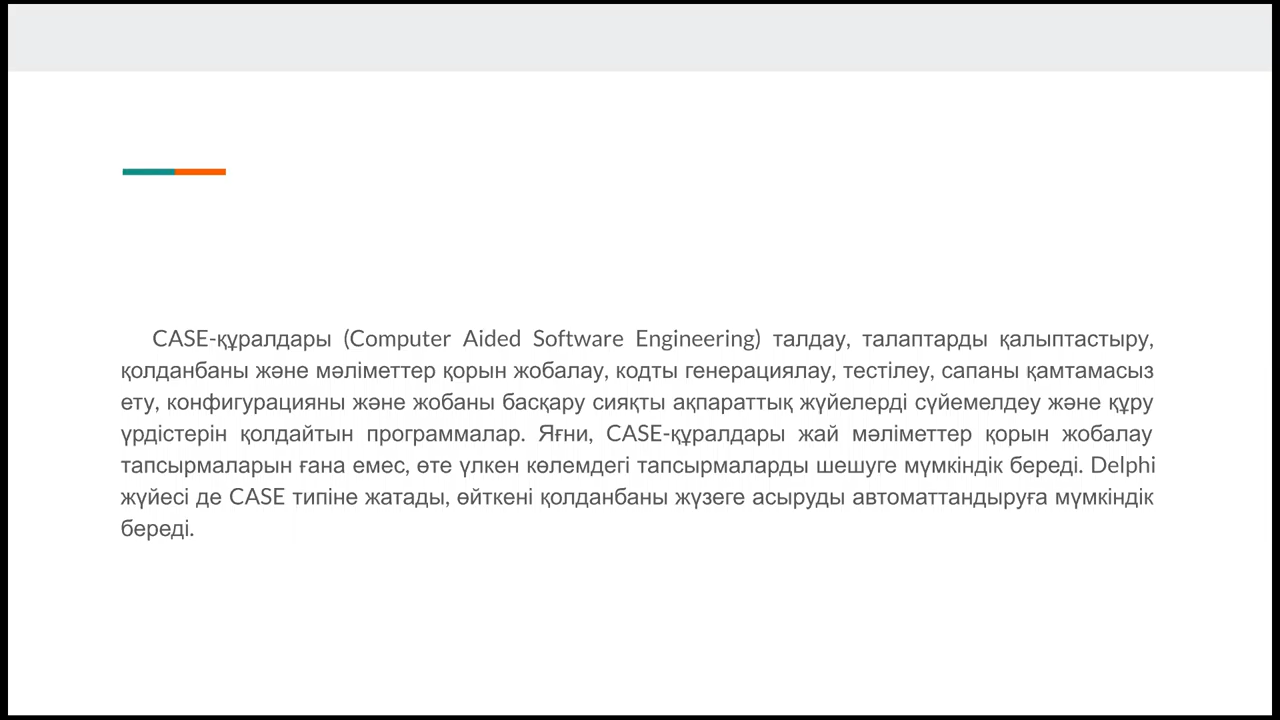 CASE-құралдары (Computer Aided Software Engineering) талдау, талаптарды қалыптастыру,
қолданбаны және мәліметтер қорын жобалау, кодты генерациялау, тестілеу, сапаны қамтамасыз
ету, конфигурацияны және жобаны басқару сияқты ақпараттық жүйелерді сүйемелдеу және құру
үрдістерін қолдайтын программалар. Яғни, CASE-құралдары жай мәліметтер қорын жобалау
тапсырмаларын ғана емес, өте үлкен көлемдегі тапсырмаларды шешуге мүмкіндік береді. Delphi
жүйесі де CASE типіне жатады, өйткені қолданбаны жүзеге асыруды автоматтандыруға мүмкіндік
береді.